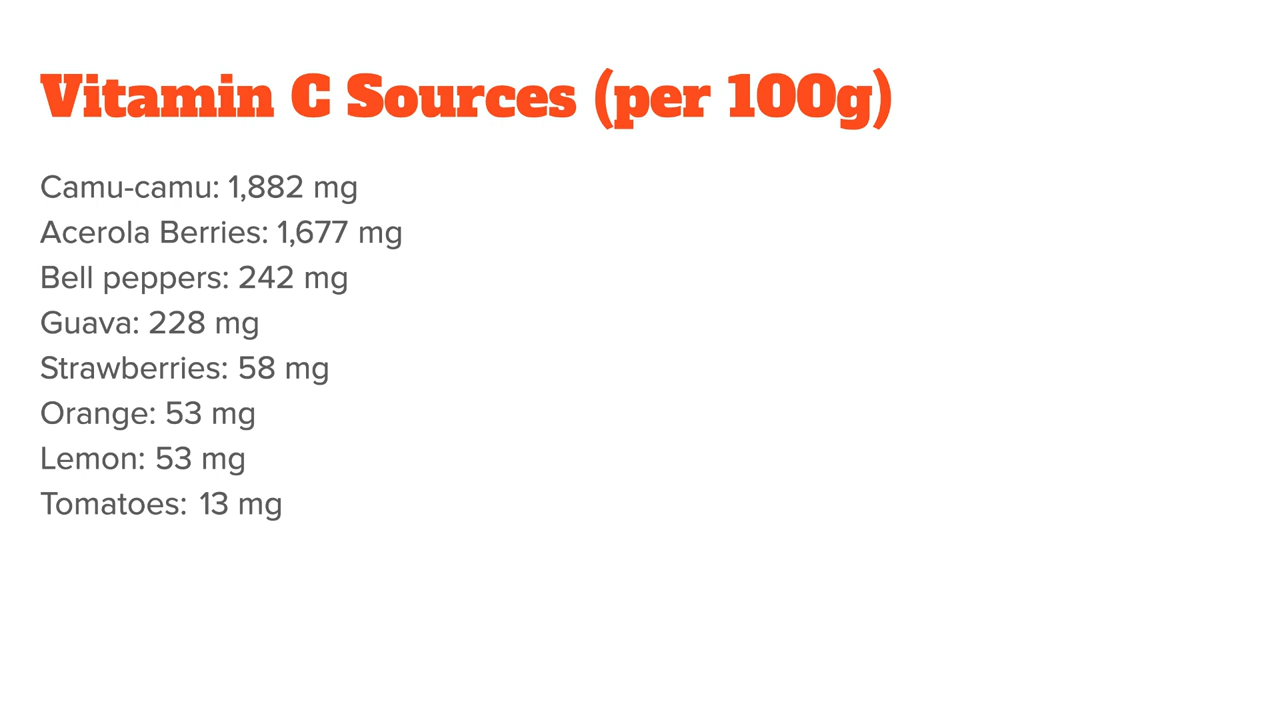 Vitamin C Sources (per 100g)
Camu-camu: 1,882 mg
Acerola Berries: 1,677 mg
Bell peppers: 242 mg
Guava: 228 mg
Strawberries: 58 mg
Orange: 53 mg
Lemon: 53 mg
Tomatoes: 13 mg